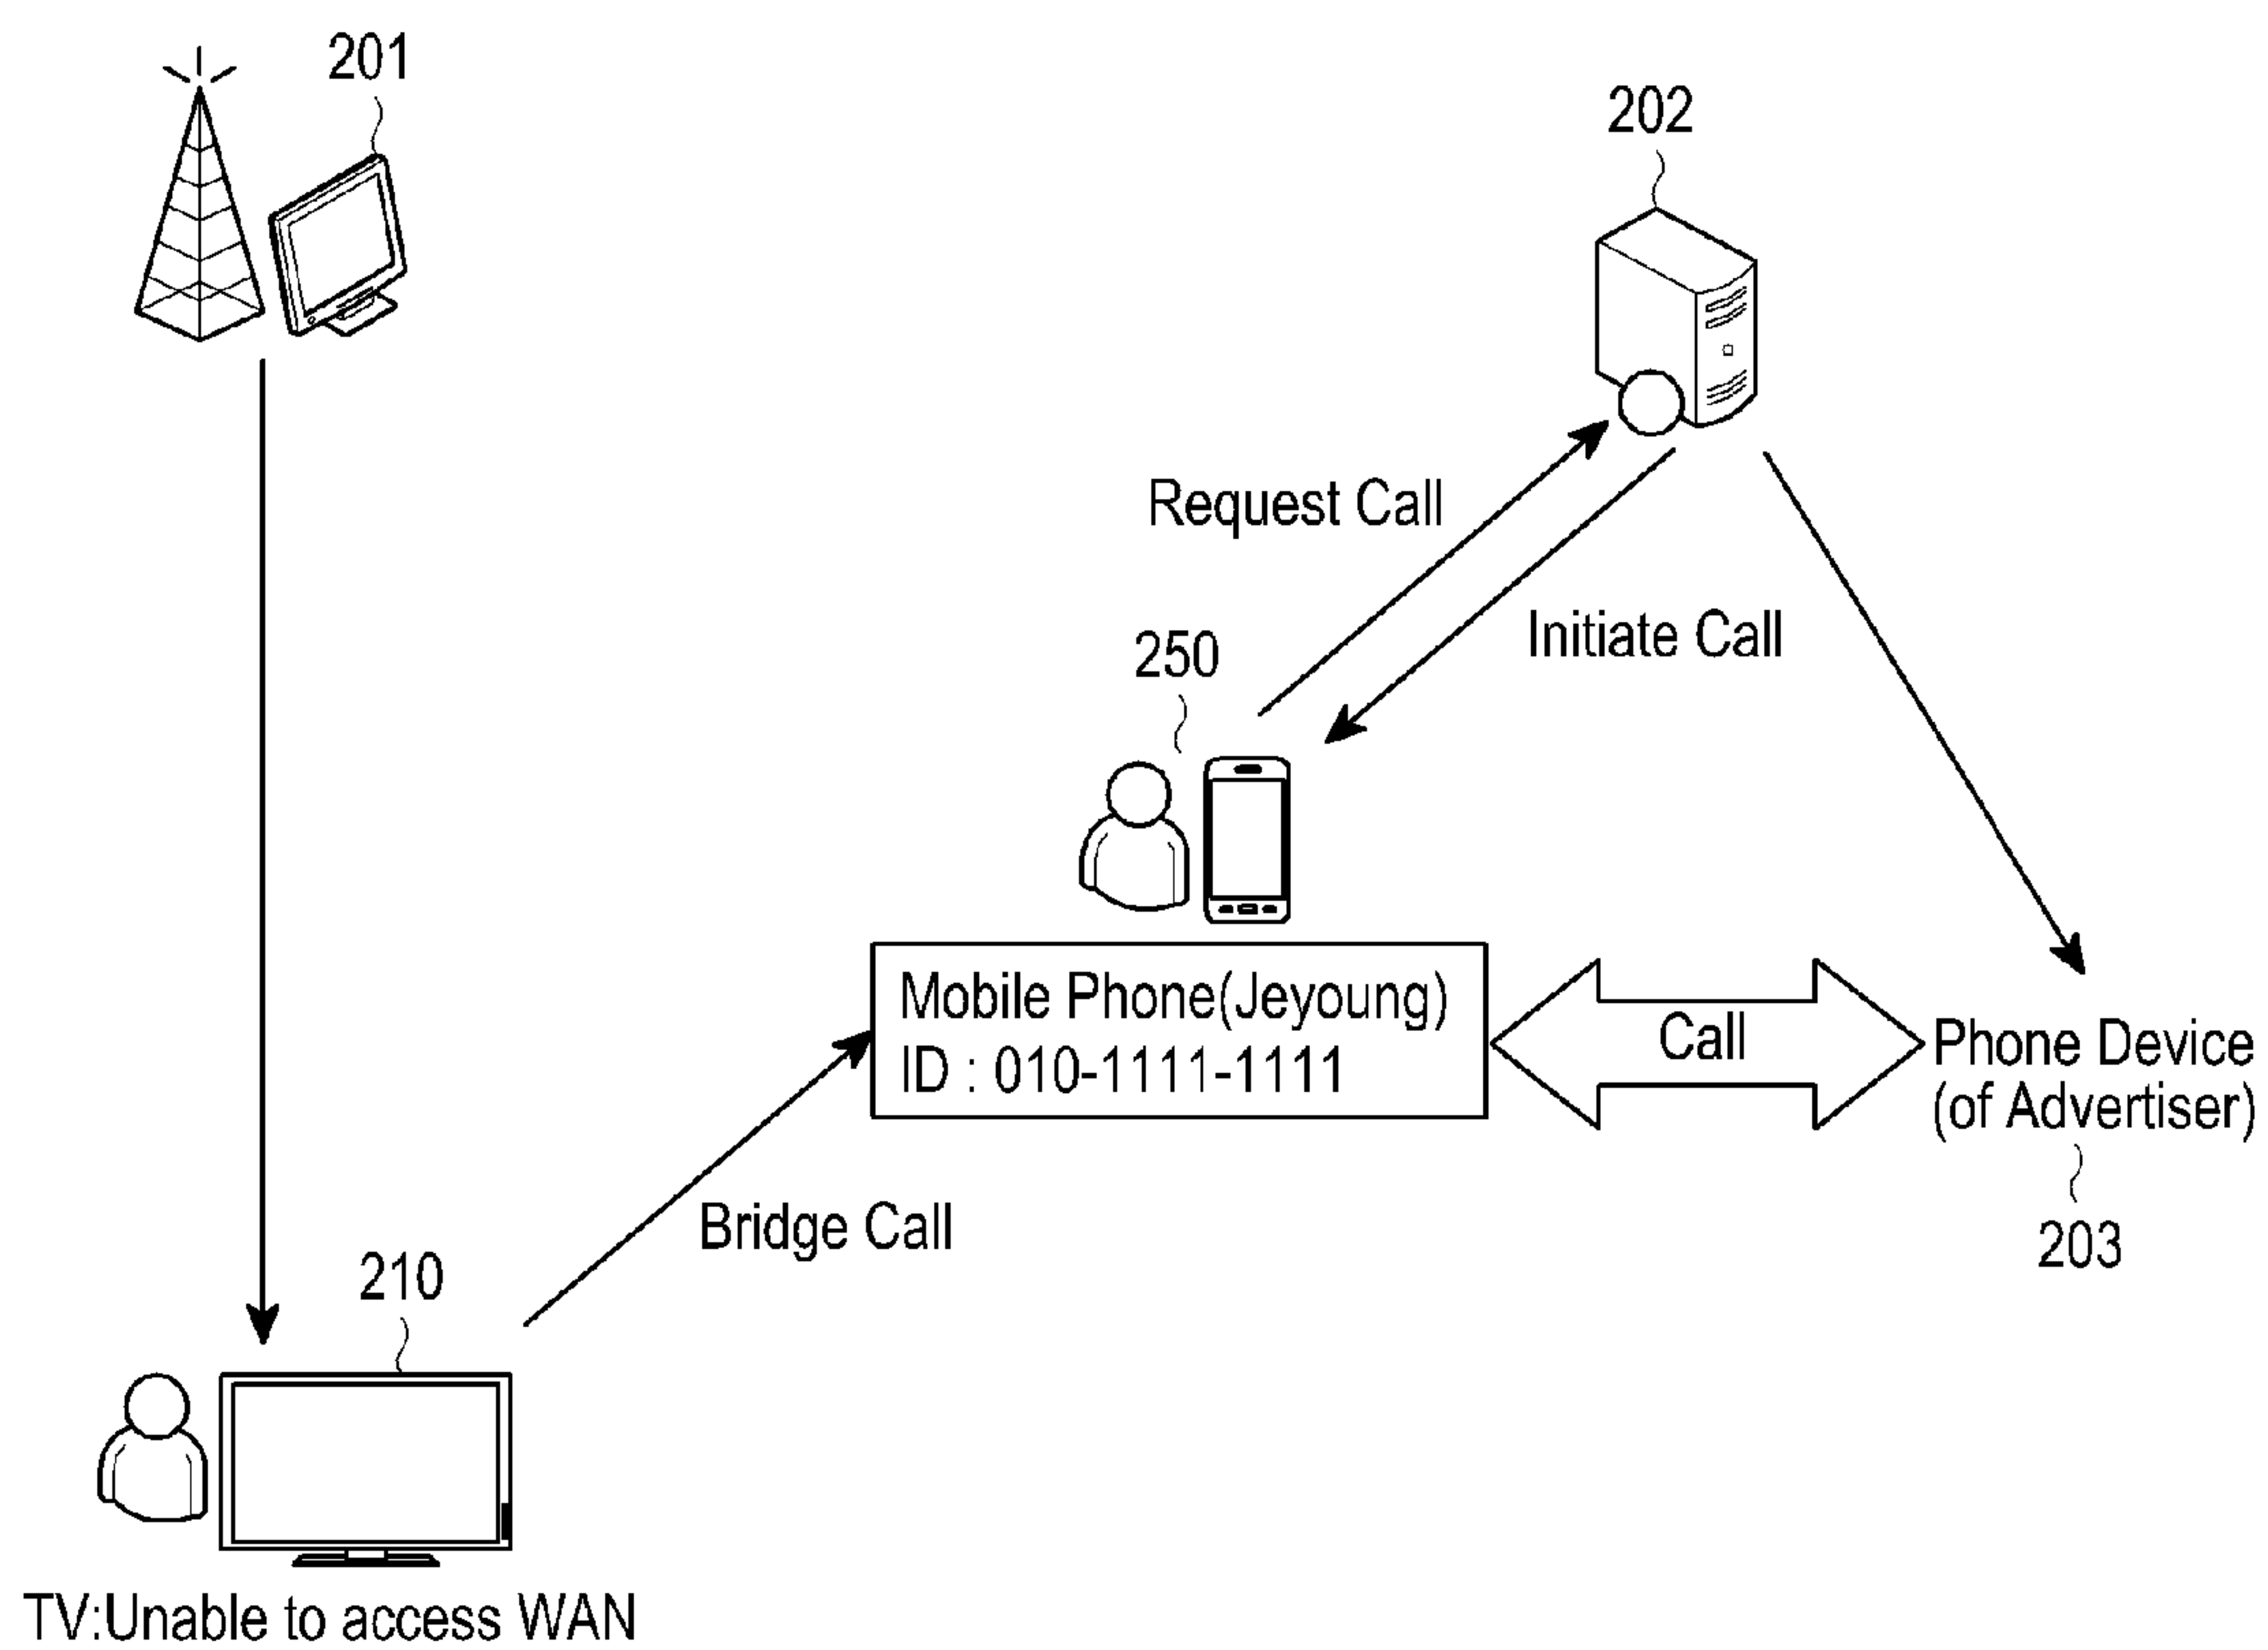 201
202
Request Call
Initiate Call
250
Mobile Phone(Jeyoung)
ID : 010-1111-1111
Call
Phone Device
(of Advertiser)
203
Bridge Call
210
TV:Unable to access WAN